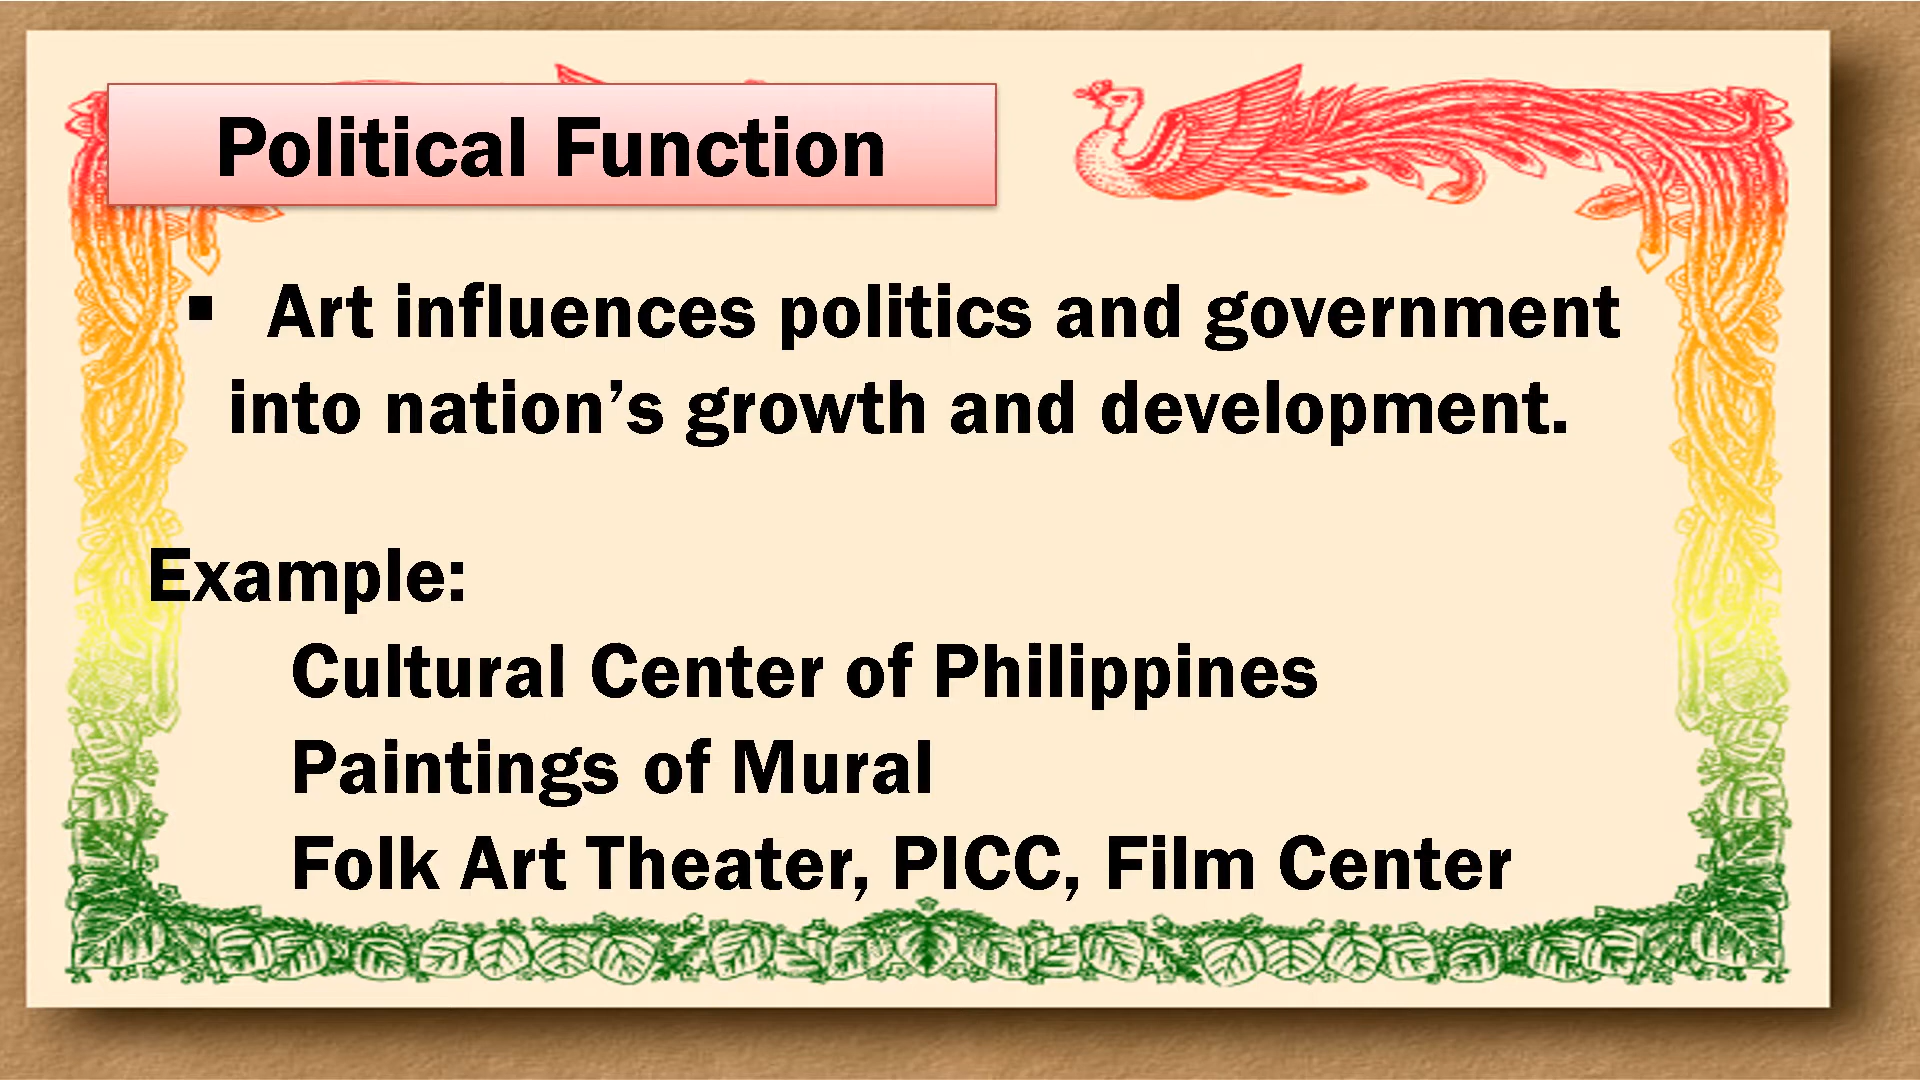 Political Function
▪ Art influences politics and government
into nation’s growth and development.
Example:
Cultural Center of Philippines
Paintings of Mural
Folk Art Theater, PICC, Film Center